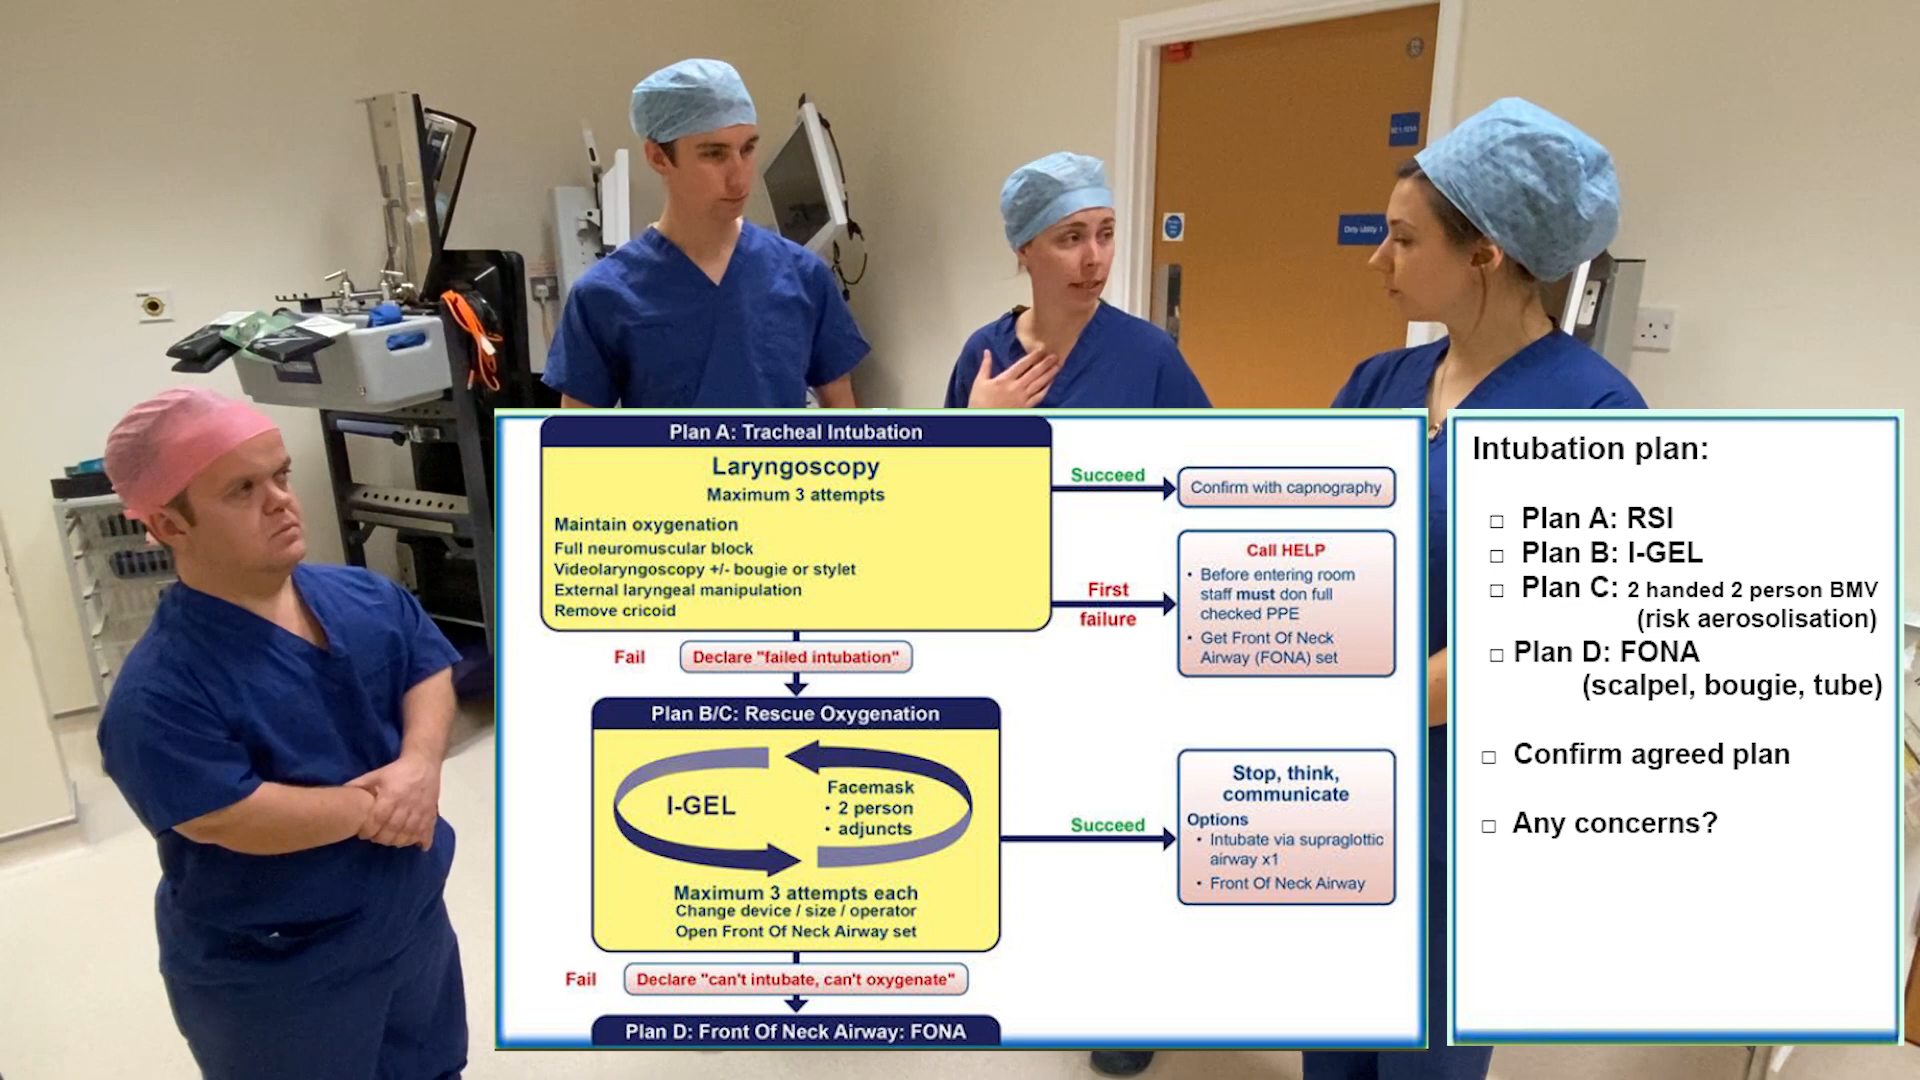 Dirty Utility 1
Plan A: Tracheal Intubation
Laryngoscopy
Maximum 3 attempts
Maintain oxygenation
Full neuromuscular block
Videolaryngoscopy +/- bougie or stylet
External laryngeal manipulation
Remove cricoid
Succeed
Confirm with capnography
First
failure
Call HELP
• Before entering room
staff must don full
checked PPE
• Get Front Of Neck
Airway (FONA) set
Fail
Declare "failed intubation"
Plan B/C: Rescue Oxygenation
I-GEL
Facemask
• 2 person
• adjuncts
Maximum 3 attempts each
Change device / size / operator
Open Front Of Neck Airway set
Succeed
Stop, think,
communicate
Options
• Intubate via supraglottic
airway x1
• Front Of Neck Airway
Fail
Declare "can't intubate, can't oxygenate"
Plan D: Front Of Neck Airway: FONA
Intubation plan:
□ Plan A: RSI
□ Plan B: I-GEL
□ Plan C: 2 handed 2 person BMV
(risk aerosolisation)
□ Plan D: FONA
(scalpel, bougie, tube)
□ Confirm agreed plan
□ Any concerns?